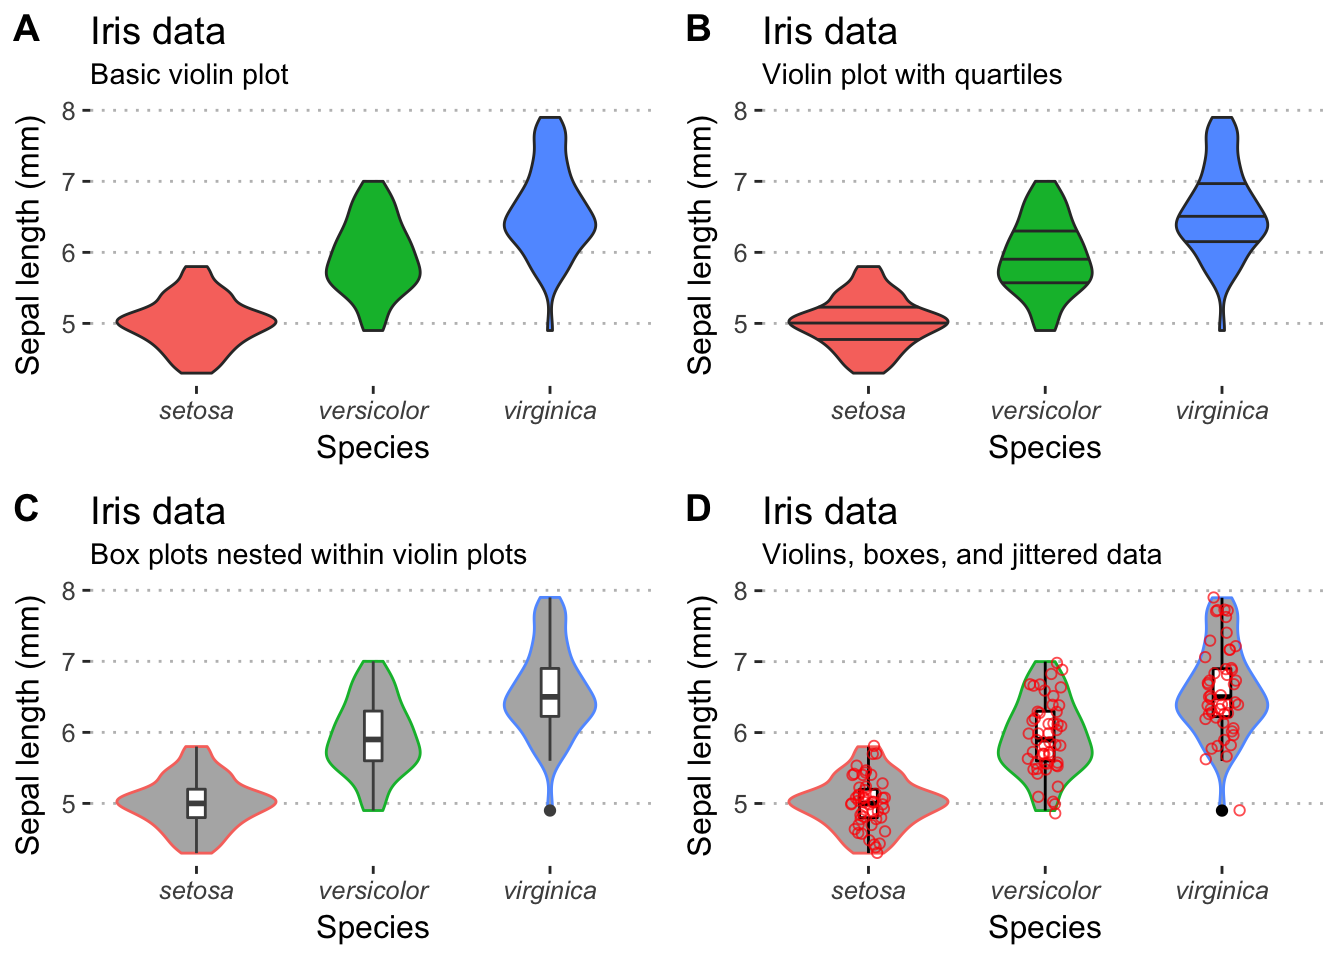 A
Iris data
Basic violin plot
Sepal length (mm)
8
7
6
5
setosa versicolor virginica
Species
B
Iris data
Violin plot with quartiles
Sepal length (mm)
8
7
6
5
setosa versicolor virginica
Species
C
Iris data
Box plots nested within violin plots
Sepal length (mm)
8
7
6
5
setosa versicolor virginica
Species
D
Iris data
Violins, boxes, and jittered data
Sepal length (mm)
8
7
6
5
setosa versicolor virginica
Species